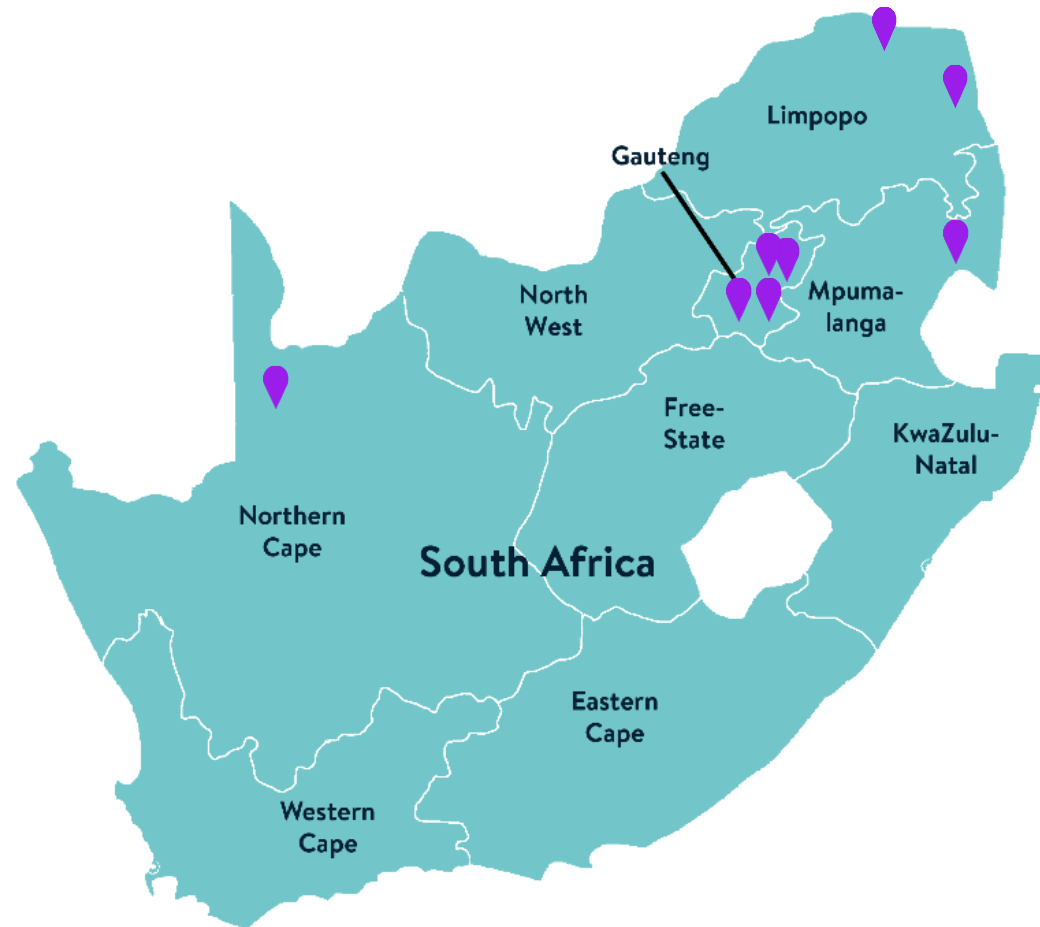 Limpopo
Gauteng
North
West
Mpuma-
langa
Free-
State
KwaZulu-
Natal
Northern
Cape
South Africa
Eastern
Cape
Western
Cape